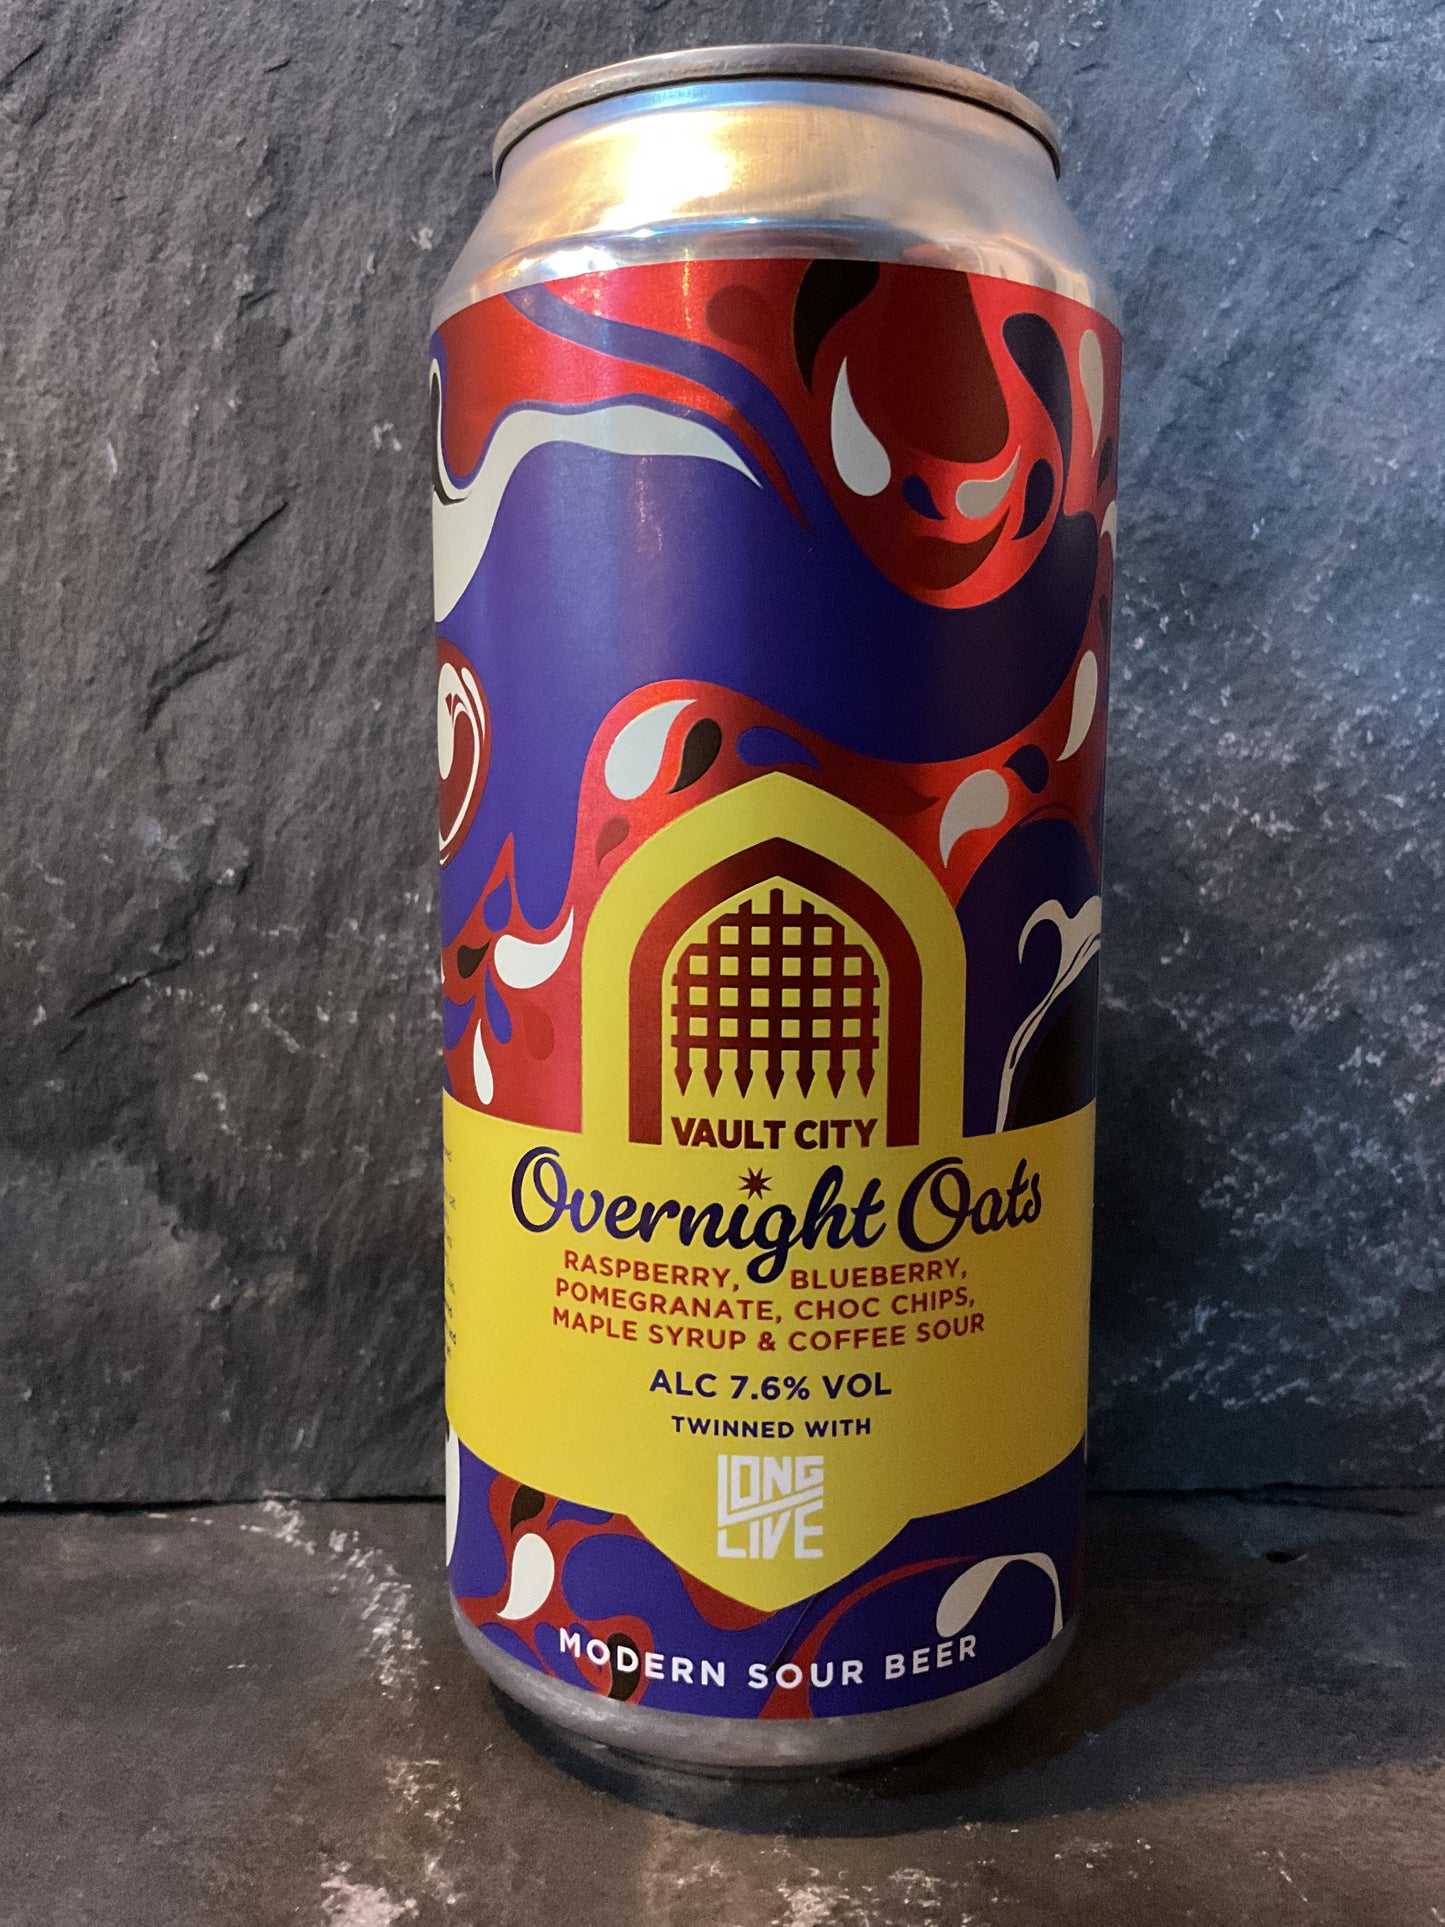 VAULT CITY
Overnight Oats
RASPBERRY, BLUEBERRY,
POMEGRANATE, CHOC CHIPS,
MAPLE SYRUP & COFFEE SOUR
ALC 7.6% VOL
TWINNED WITH
LONG
LIVE
MODERN SOUR BEER